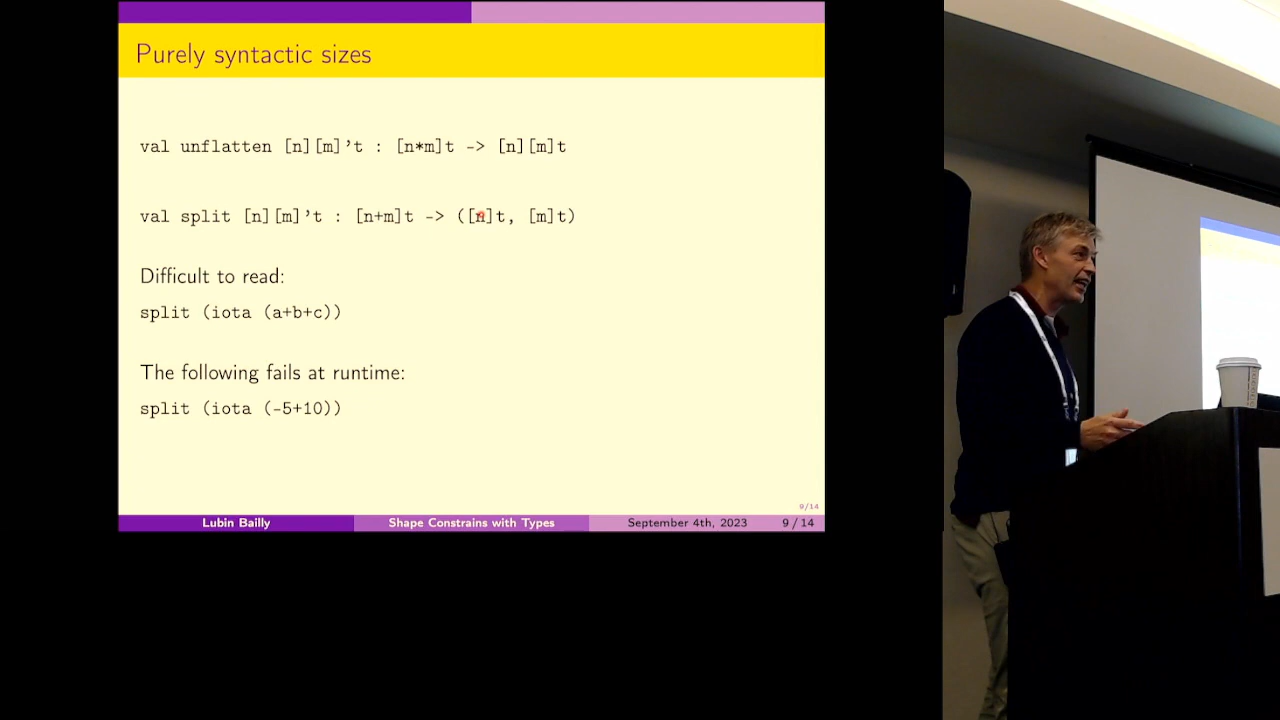 Purely syntactic sizes
val unflatten [n][m]'t : [n*m]t -> [n][m]t
val split [n][m]'t : [n+m]t -> ([n]t, [m]t)
Difficult to read:
split (iota (a+b+c))
The following fails at runtime:
split (iota (-5+10))
9/14
Lubin Bailly Shape Constrains with Types September 4th, 2023 9 / 14